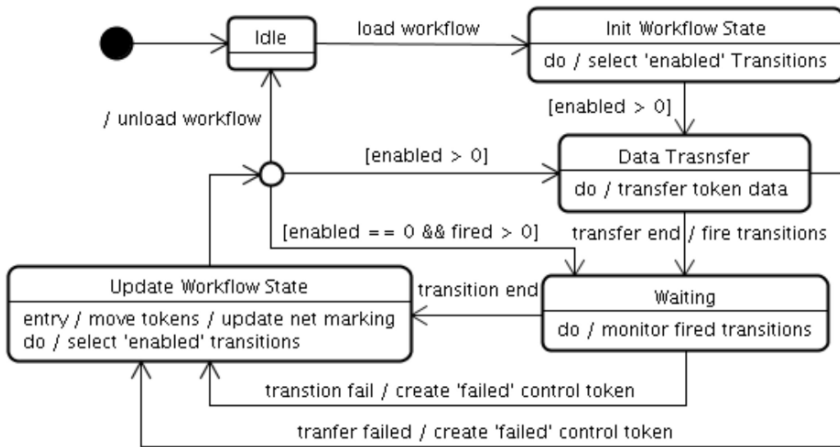 Idle
load workflow
Init Workflow State
do / select 'enabled' Transitions
/ unload workflow
[enabled > 0]
[enabled > 0]
Data Trasnsfer
do / transfer token data
[enabled == 0 && fired > 0]
transfer end / fire transitions
Update Workflow State
entry / move tokens / update net marking
do / select 'enabled' transitions
transition end
Waiting
do / monitor fired transitions
transtion fail / create 'failed' control token
tranfer failed / create 'failed' control token